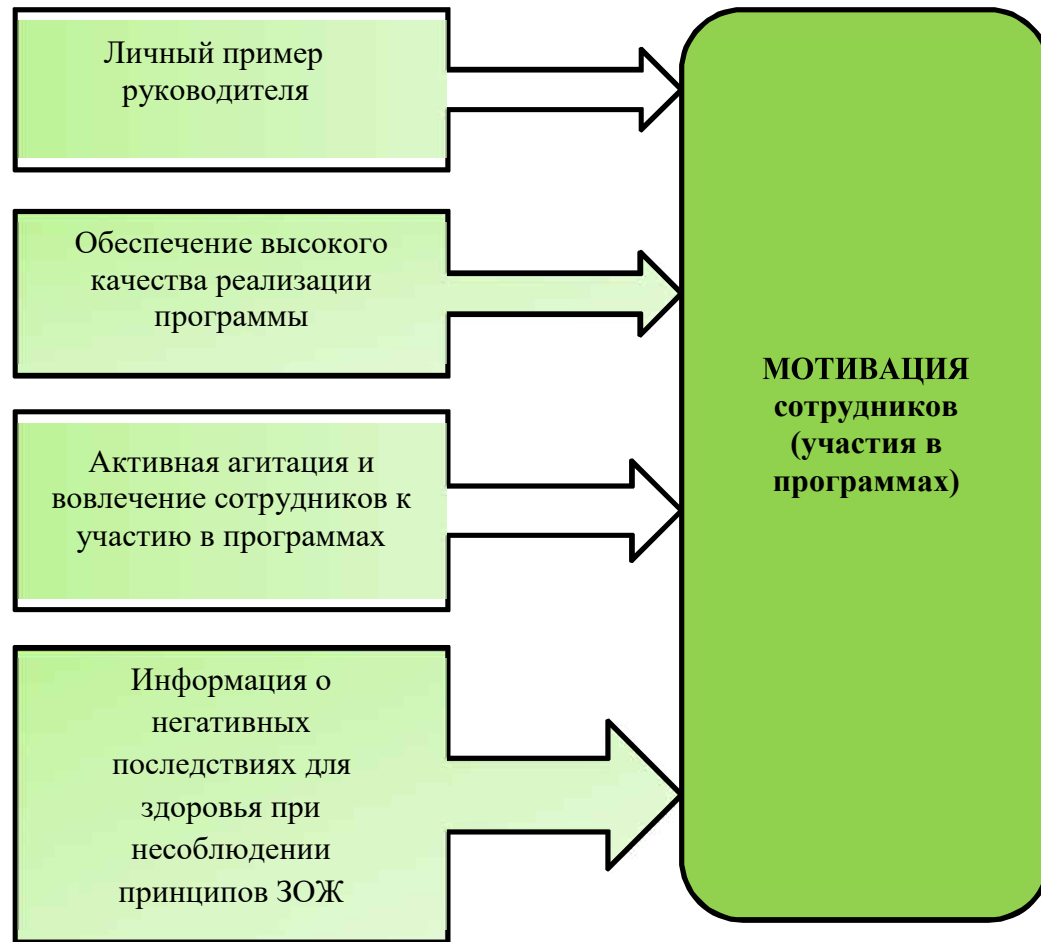 Личный пример
руководителя
Обеспечение высокого
качества реализации
программы
Активная агитация и
вовлечение сотрудников к
участию в программах
Информация о
негативных
последствиях для
здоровья при
несоблюдении
принципов ЗОЖ
МОТИВАЦИЯ
сотрудников
(участия в
программах)